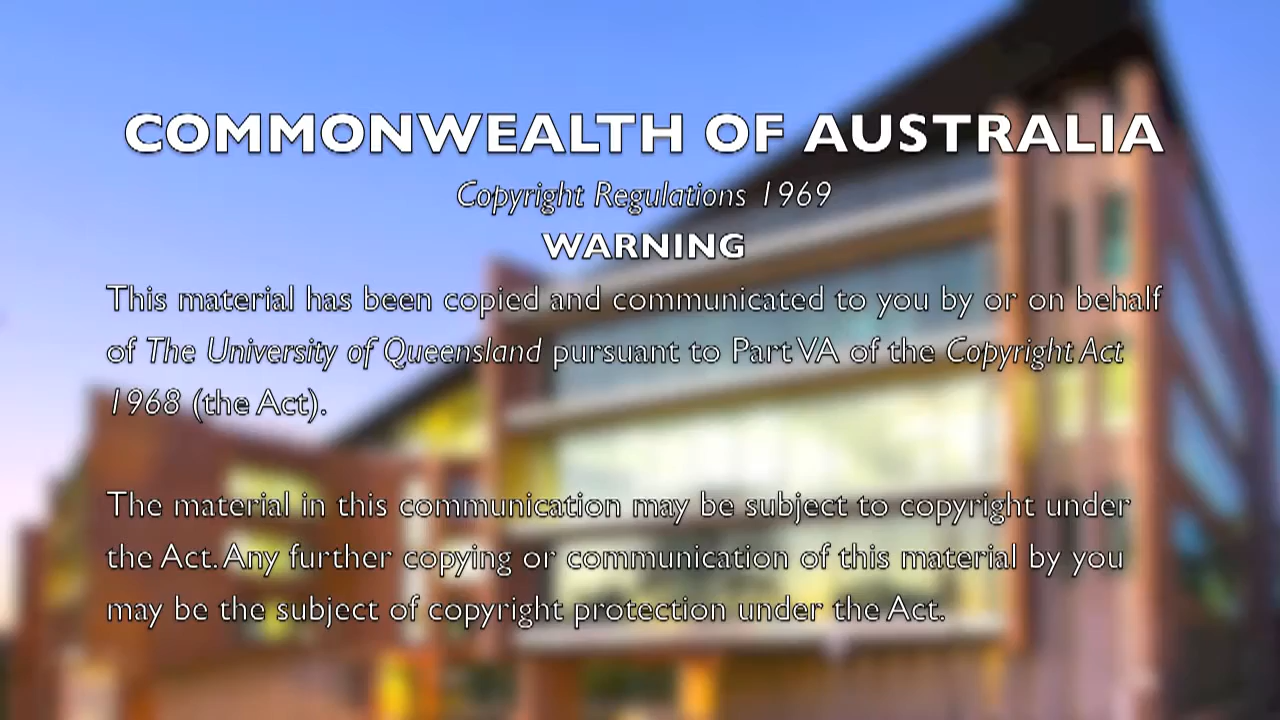 COMMONWEALTH OF AUSTRALIA
Copyright Regulations 1969
WARNING
This material has been copied and communicated to you by or on behalf
of The University of Queensland pursuant to Part VA of the Copyright Act
1968 (the Act).
The material in this communication may be subject to copyright under
the Act. Any further copying or communication of this material by you
may be the subject of copyright protection under the Act.